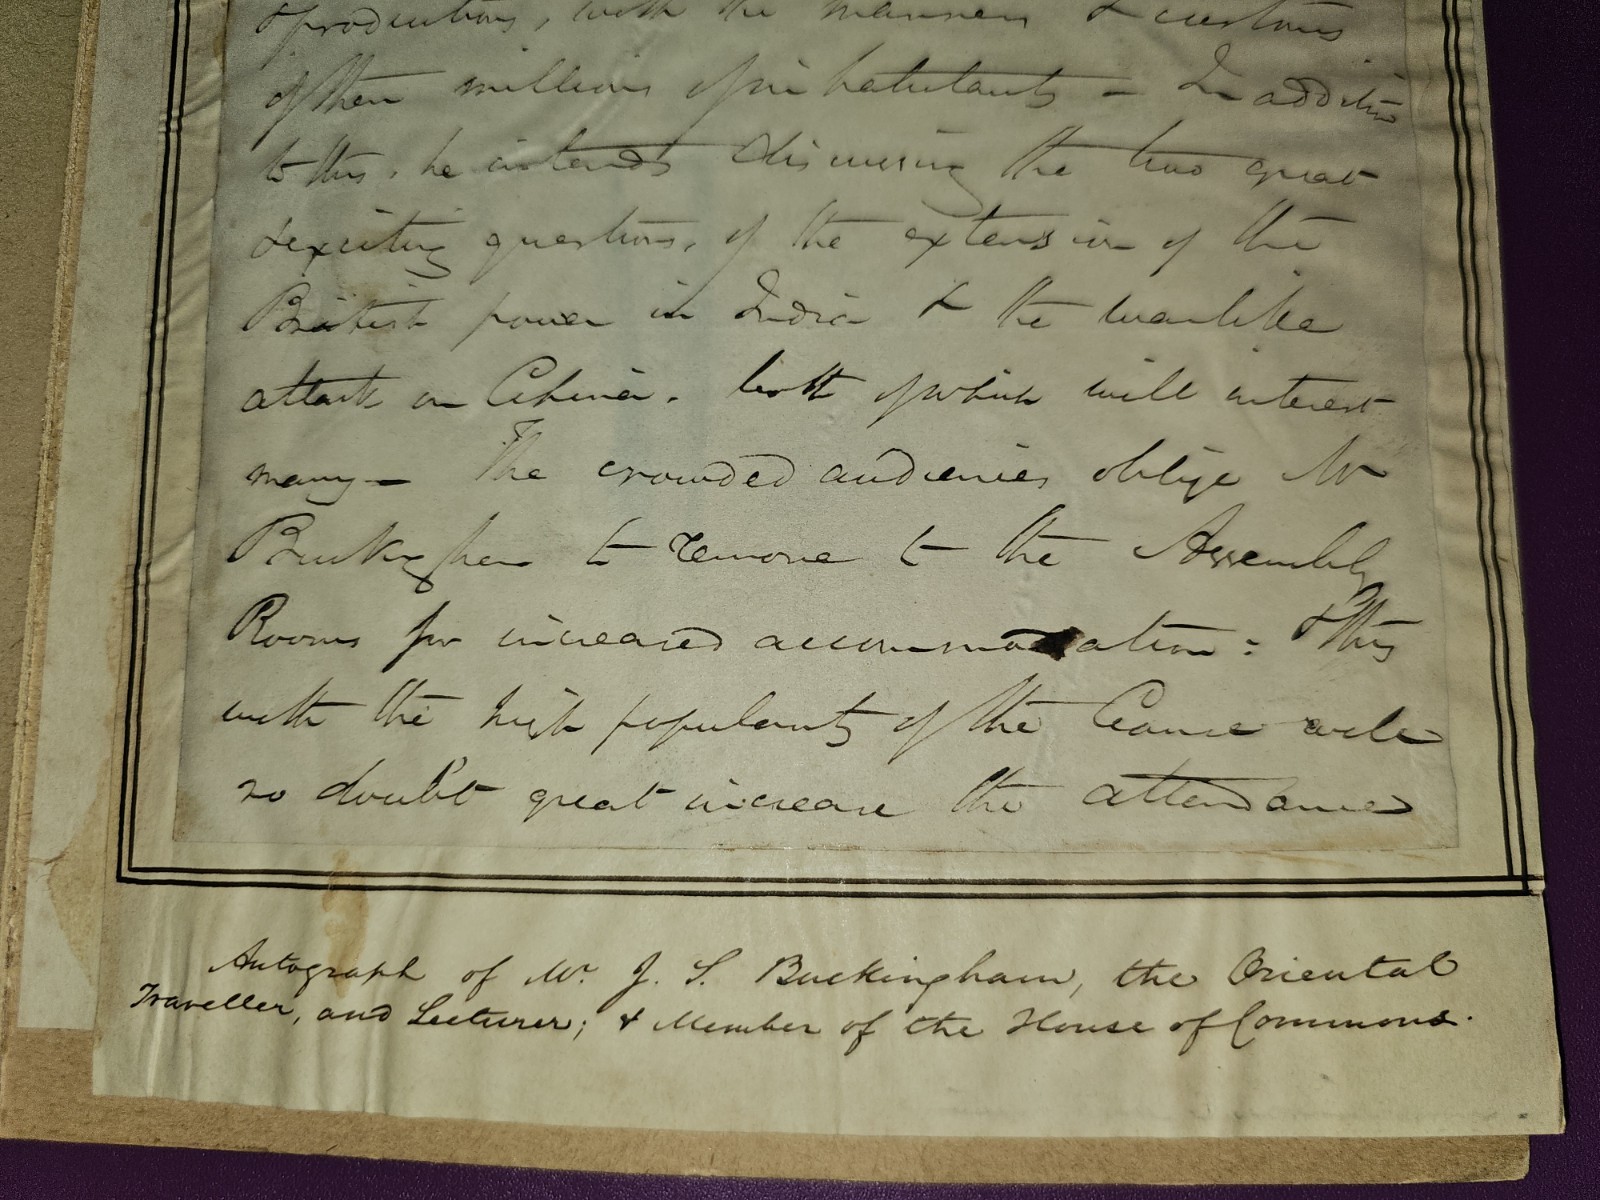 & productions, with the manners & customs
of their millions of inhabitants – In addition
to this, he intends discussing the two great
& exciting questions, of the extension of the
British power in India & the warlike
attack on China, both of which will interest
many – The crowded audiences oblige Mr
Buckingham to remove to the Assembly
Rooms for increased accommodation: & this
with the high popularity of the Course will
no doubt great increase the attendance
Autograph of Mr. J. S. Buckingham, the Oriental
Traveller, and Lecturer; & Member of the House of Commons.